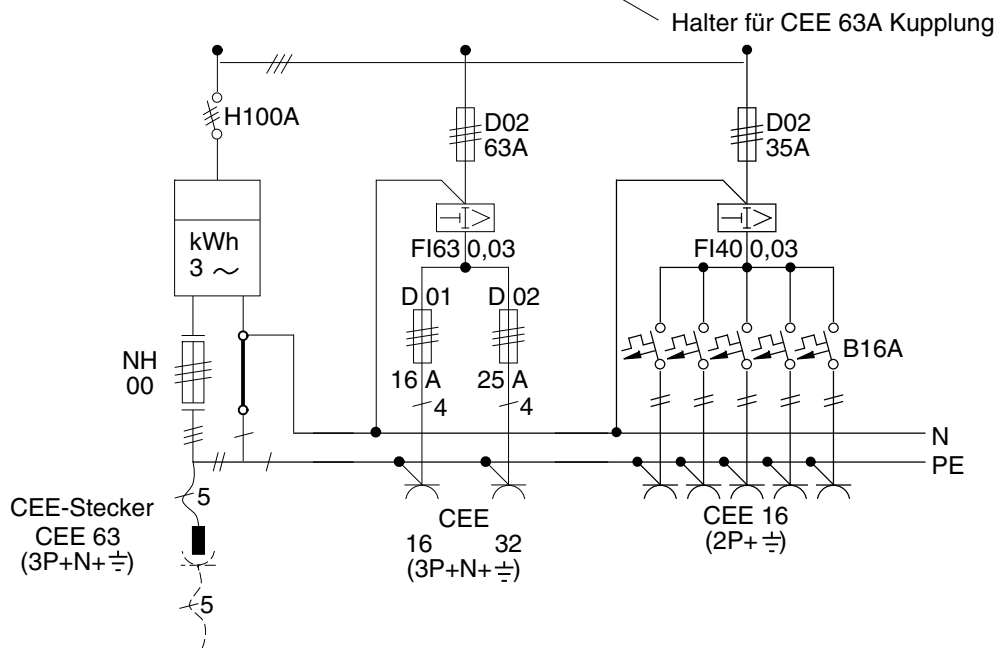 Halter für CEE 63A Kupplung
H100A
D02
63A
D02
35A
kWh
3 ~
FI63 0,03
FI40 0,03
D 01
D 02
NH
00
16 A
25 A
B16A
4
4
N
PE
CEE-Stecker
CEE 63
(3P+N+⏚)
5
CEE
16 32
(3P+N+⏚)
CEE 16
(2P+⏚)
5